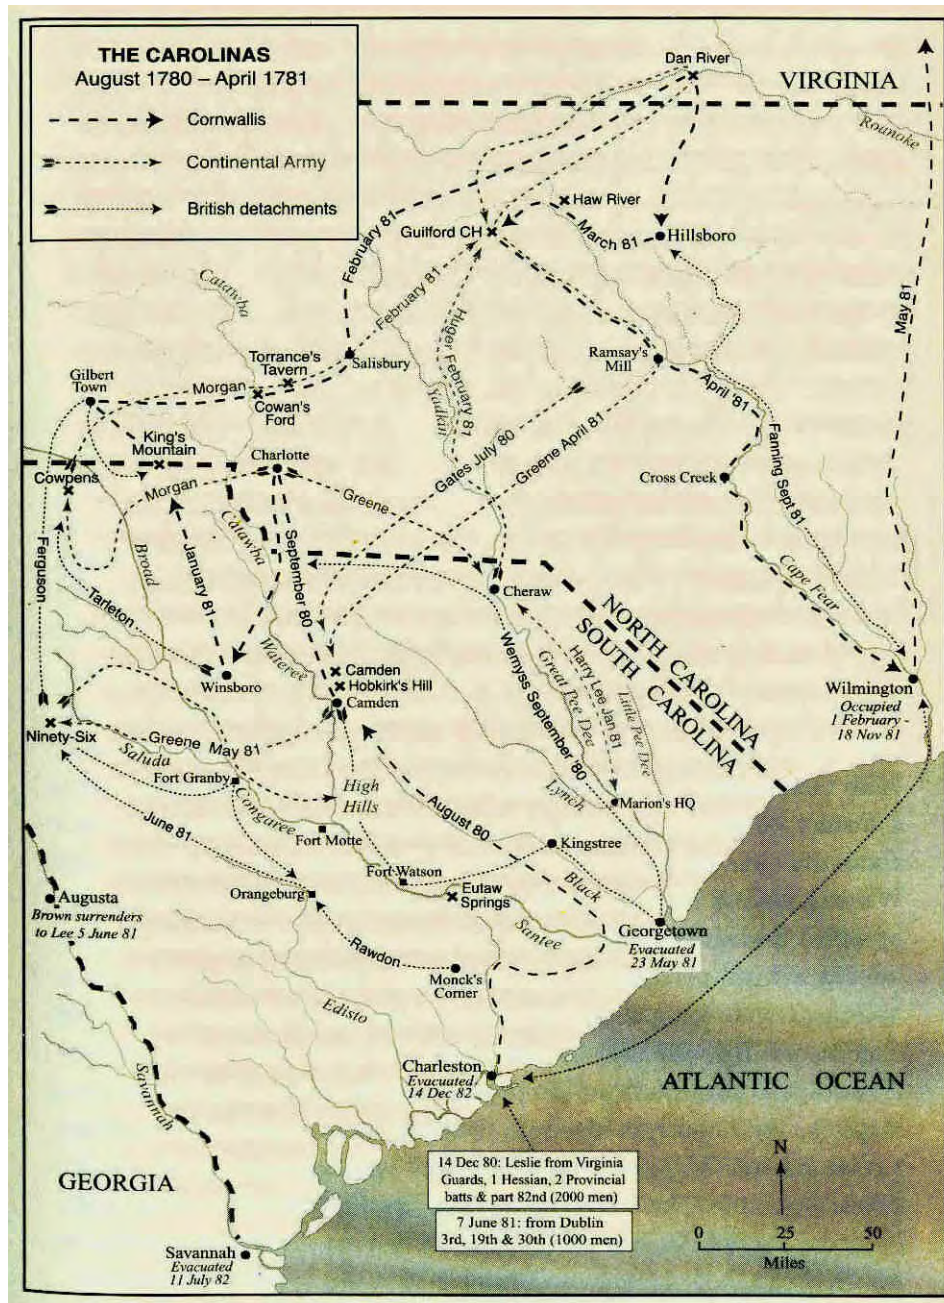 THE CAROLINAS
August 1780 – April 1781
Cornwallis
Continental Army
British detachments
Dan River
VIRGINIA
Roanoke
Haw River
Guilford CH
March 81
Hillsboro
February 81
February 81
Catawba
Huger February 81
May 81
Torrance's
Tavern
Salisbury
Ramsay's
Mill
Gilbert
Town
Morgan
Cowan's
Ford
Yadkin
April '81
King's
Mountain
Charlotte
Gates July 80
Greene April 81
Fanning Sept 81
Cowpens
Morgan
Greene
Cross Creek
Catawba
September 80
Ferguson
Broad
January 81
Cape Fear
Cheraw
Tarleton
NORTH CAROLINA
SOUTH CAROLINA
Wateree
Wemyss September '80
Great Pee Dee
Harry Lee Jan 81
Little Pee Dee
Winsboro
Camden
Hobkirk's Hill
Camden
Wilmington
Occupied
1 February -
18 Nov 81
Ninety-Six
Greene May 81
Saluda
Fort Granby
High
Hills
Lynch
Marion's HQ
Congaree
August 80
June 81
Fort Motte
Kingstree
Fort Watson
Black
Augusta
Brown surrenders
to Lee 5 June 81
Orangeburg
Eutaw
Springs
Santee
Georgetown
Evacuated
23 May 81
Rawdon
Monck's
Corner
Edisto
Savannah
Charleston
Evacuated
14 Dec 82
ATLANTIC OCEAN
14 Dec 80: Leslie from Virginia
Guards, 1 Hessian, 2 Provincial
batts & part 82nd (2000 men)
7 June 81: from Dublin
3rd, 19th & 30th (1000 men)
N
0 25 50
Miles
GEORGIA
Savannah
Evacuated
11 July 82